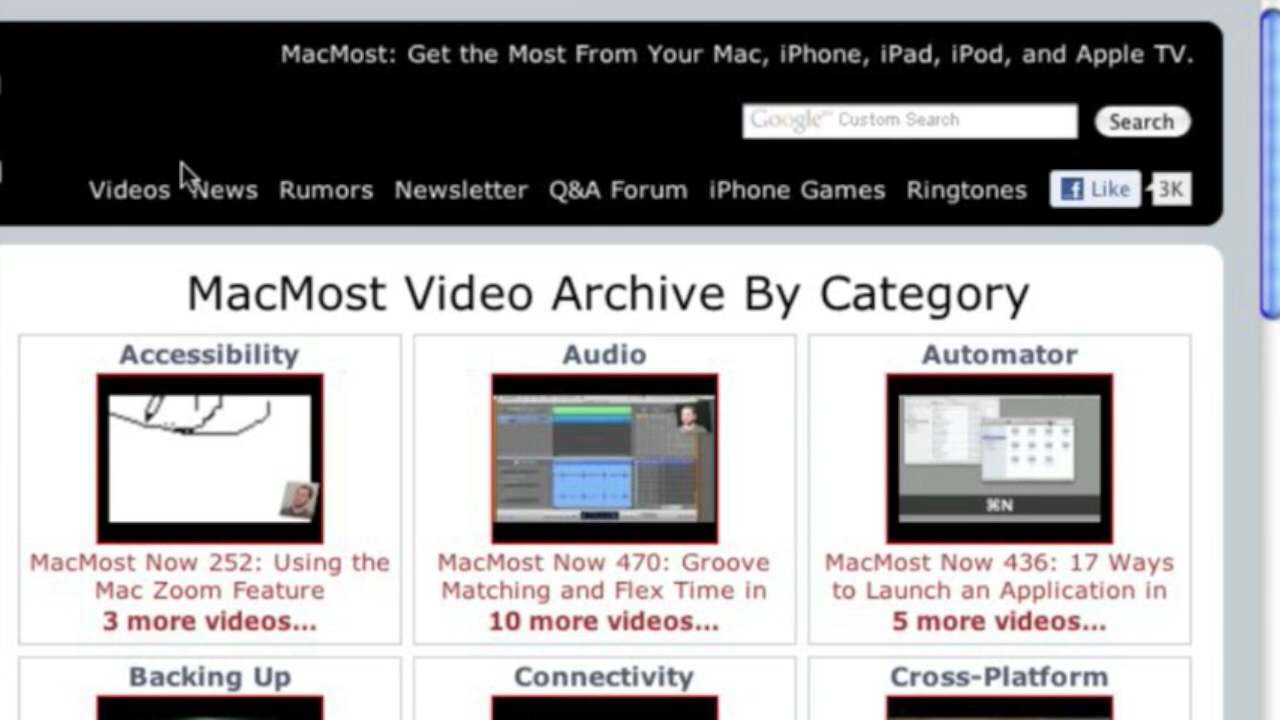 MacMost: Get the Most From Your Mac, iPhone, iPad, iPod, and Apple TV.
Google™ Custom Search
Search
Videos News Rumors Newsletter Q&A Forum iPhone Games Ringtones Like 3K
MacMost Video Archive By Category
Accessibility Audio Automator
⌘N
MacMost Now 252: Using the MacMost Now 470: Groove MacMost Now 436: 17 Ways
Mac Zoom Feature Matching and Flex Time in to Launch an Application in
3 more videos... 10 more videos... 5 more videos...
Backing Up Connectivity Cross-Platform